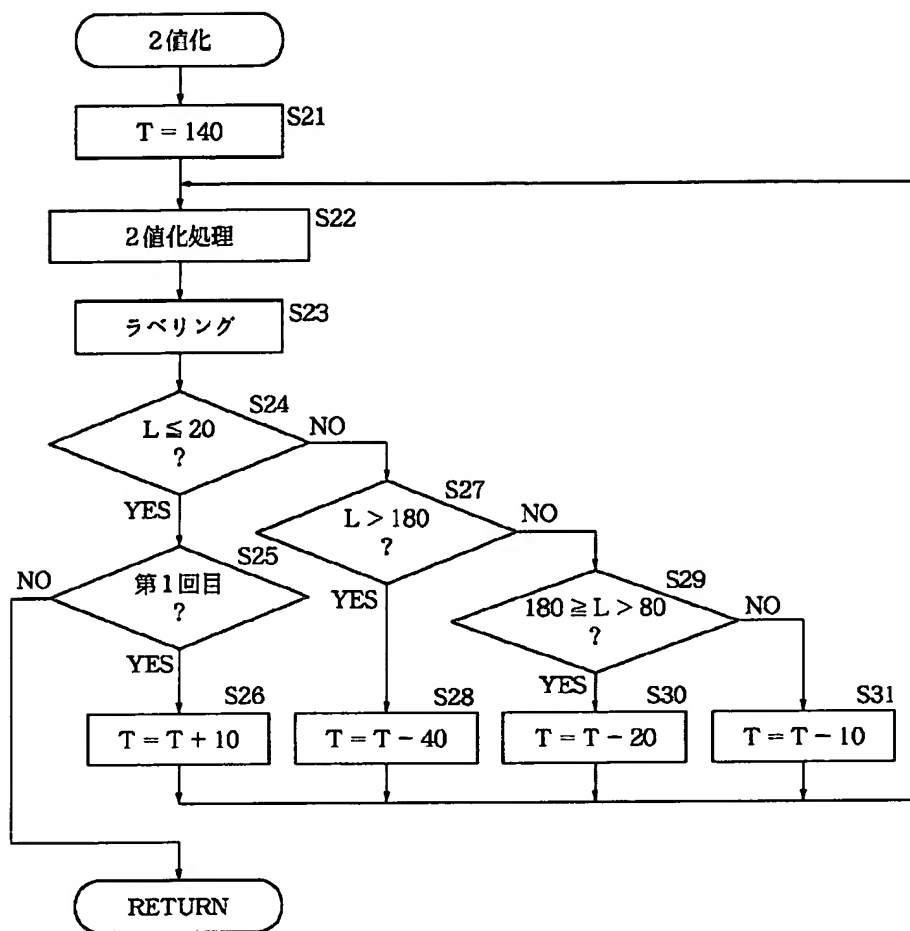 2値化
S21
T = 140
S22
2値化処理
S23
ラベリング
S24
L ≦ 20
?
NO
YES
S27
L > 180
?
NO
YES
S25
第1回目
?
NO
YES
S29
180 ≧ L > 80
?
NO
YES
S26
T = T + 10
S28
T = T − 40
S30
T = T − 20
S31
T = T − 10
RETURN